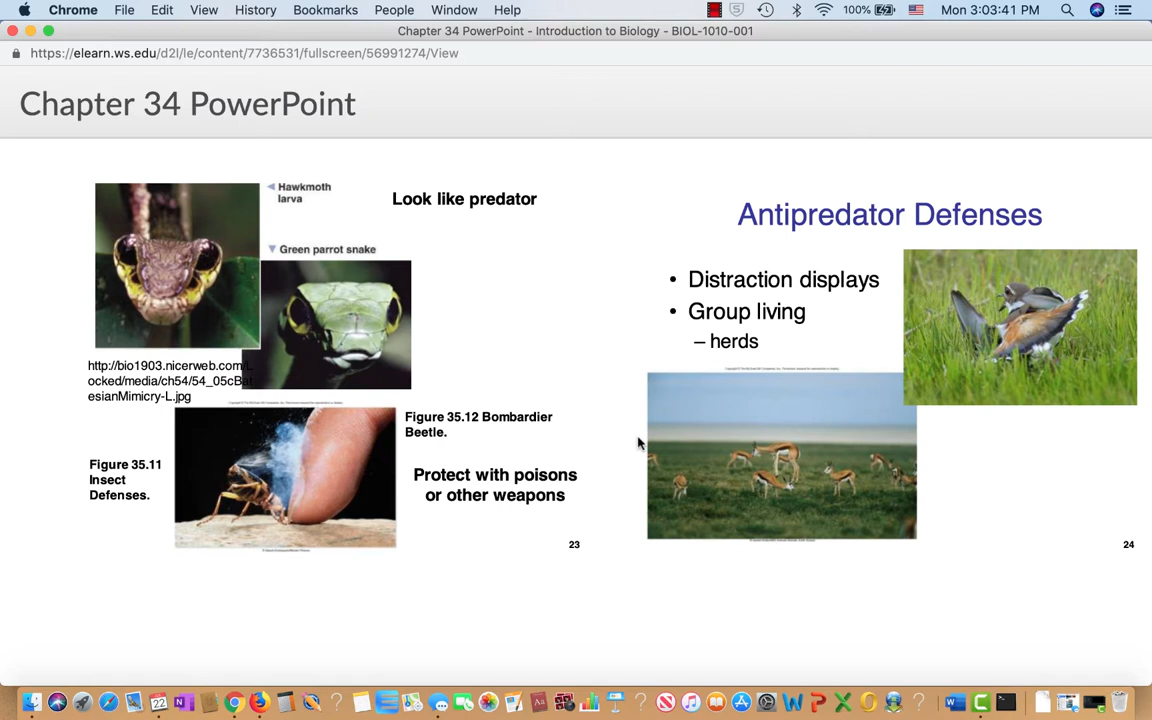 Chrome File Edit View History Bookmarks People Window Help 100% Mon 3:03:41 PM
Chapter 34 PowerPoint - Introduction to Biology - BIOL-1010-001
https://elearn.ws.edu/d2l/le/content/7736531/fullscreen/56991274/View
Chapter 34 PowerPoint
Hawkmoth
larva
Look like predator
Green parrot snake
http://bio1903.nicerweb.com/L
ocked/media/ch54/54_05cBat
esianMimicry-L.jpg
Figure 35.12 Bombardier
Beetle.
Figure 35.11
Insect
Defenses.
Protect with poisons
or other weapons
23
Antipredator Defenses
• Distraction displays
• Group living
– herds
24